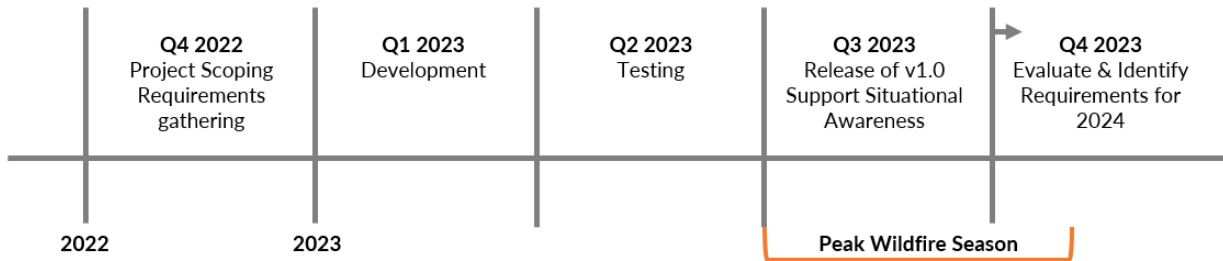 Q4 2022
Project Scoping
Requirements
gathering
Q1 2023
Development
Q2 2023
Testing
Q3 2023
Release of v1.0
Support Situational
Awareness
Q4 2023
Evaluate & Identify
Requirements for
2024
2022
2023
Peak Wildfire Season